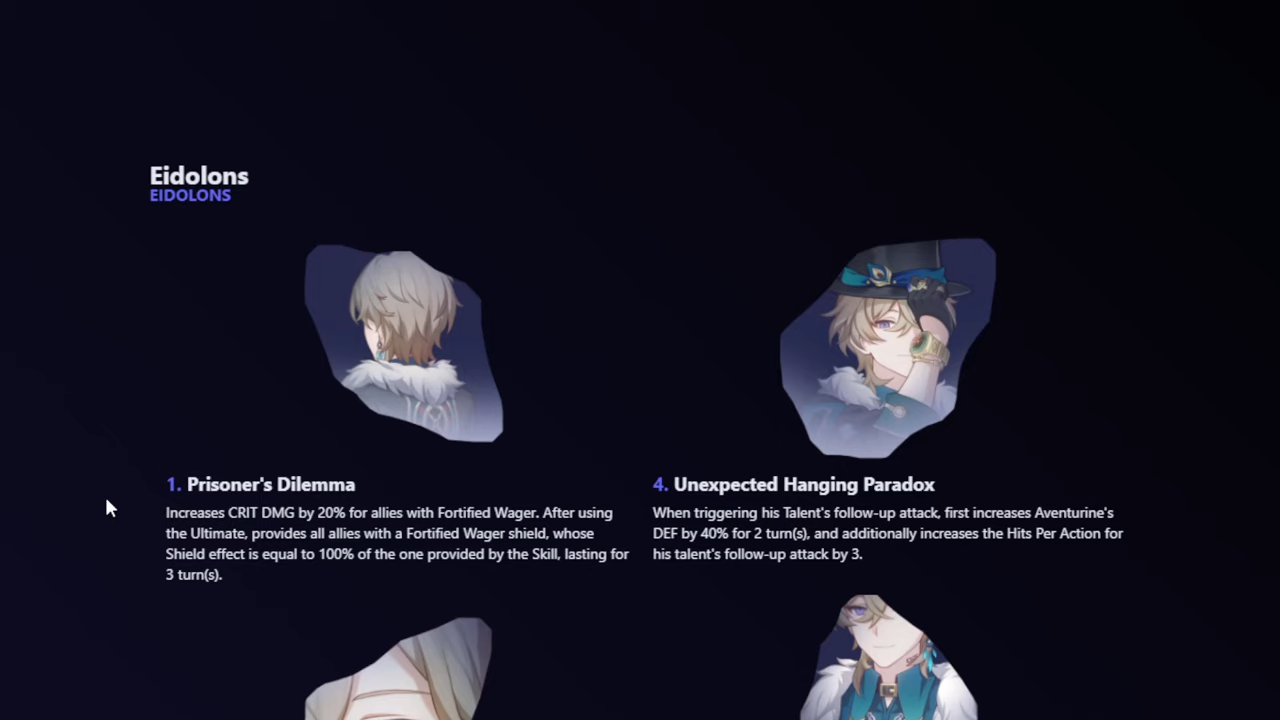 Eidolons
EIDOLONS
1. Prisoner's Dilemma
Increases CRIT DMG by 20% for allies with Fortified Wager. After using
the Ultimate, provides all allies with a Fortified Wager shield, whose
Shield effect is equal to 100% of the one provided by the Skill, lasting for
3 turn(s).
4. Unexpected Hanging Paradox
When triggering his Talent's follow-up attack, first increases Aventurine's
DEF by 40% for 2 turn(s), and additionally increases the Hits Per Action for
his talent's follow-up attack by 3.